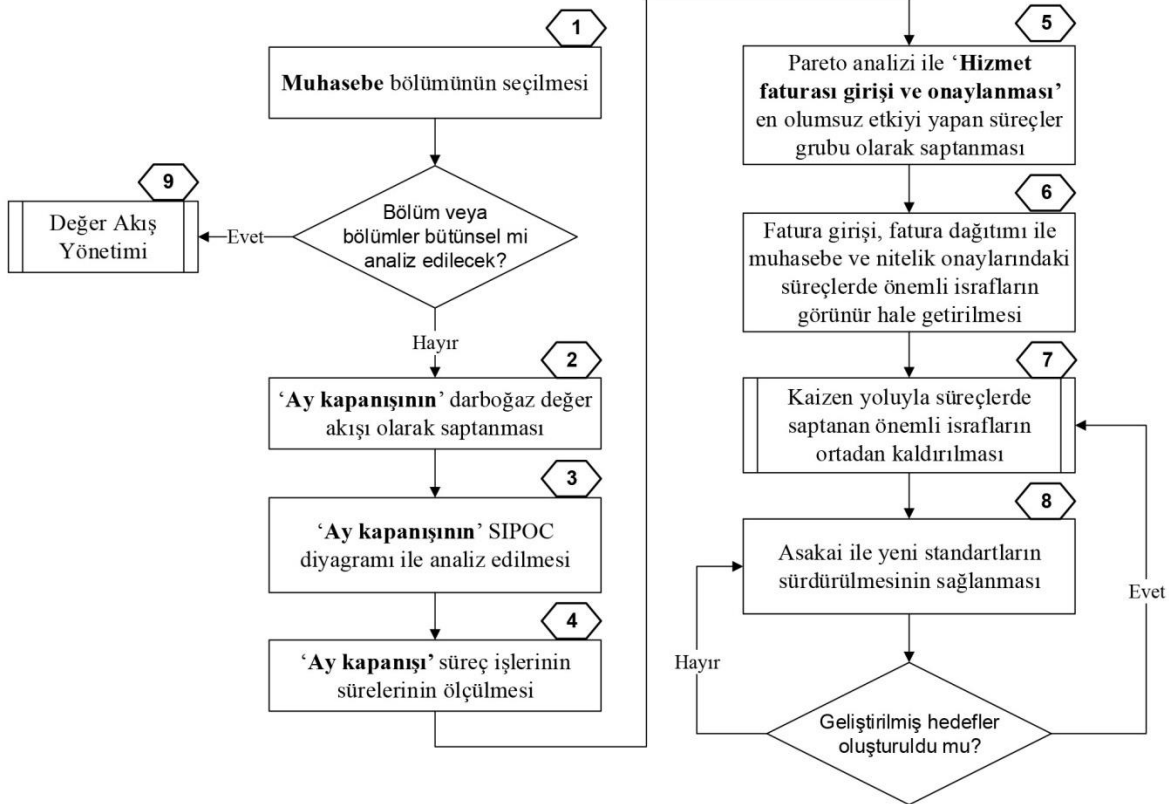 1
Muhasebe bölümünün seçilmesi
Bölüm veya
bölümler bütünsel mi
analiz edilecek?
Evet
9
Değer Akış
Yönetimi
Hayır
2
‘Ay kapanışının’ darboğaz değer
akışı olarak saptanması
3
‘Ay kapanışının’ SIPOC
diyagramı ile analiz edilmesi
4
‘Ay kapanışı’ süreç işlerinin
sürelerinin ölçülmesi
5
Pareto analizi ile ‘Hizmet
faturası girişi ve onaylanması’
en olumsuz etkiyi yapan süreçler
grubu olarak saptanması
6
Fatura girişi, fatura dağıtımı ile
muhasebe ve nitelik onaylarındaki
süreçlerde önemli israfların
görünür hale getirilmesi
7
Kaizen yoluyla süreçlerde
saptanan önemli israfların
ortadan kaldırılması
8
Asakai ile yeni standartların
sürdürülmesinin sağlanması
Hayır
Evet
Geliştirilmiş hedefler
oluşturuldu mu?